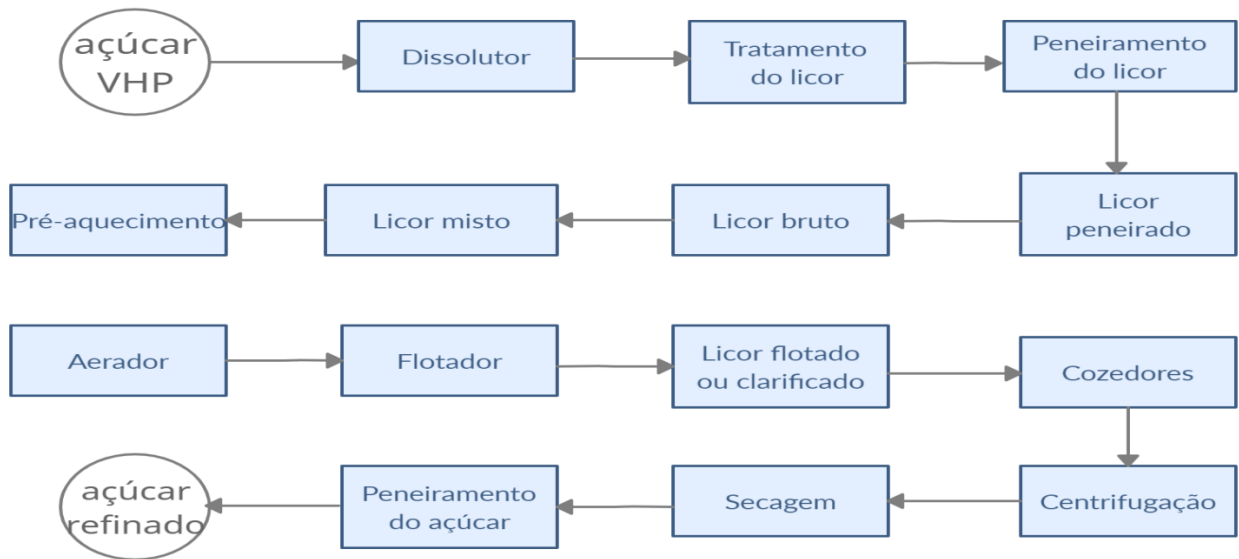 açúcar
VHP
Dissolutor
Tratamento
do licor
Peneiramento
do licor
Licor
peneirado
Licor bruto
Licor misto
Pré-aquecimento
Aerador
Flotador
Licor flotado
ou clarificado
Cozedores
Centrifugação
Secagem
Peneiramento
do açúcar
açúcar
refinado